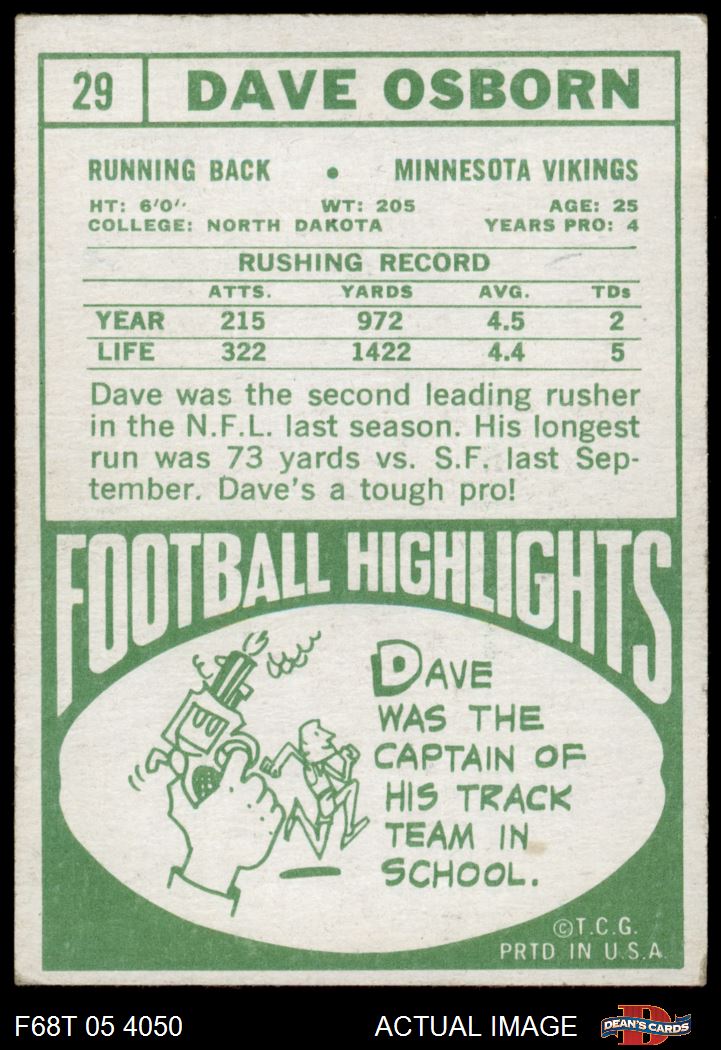 29 DAVE OSBORN
RUNNING BACK • MINNESOTA VIKINGS
HT: 6'0". WT: 205 AGE: 25
COLLEGE: NORTH DAKOTA YEARS PRO: 4
RUSHING RECORD
ATTS. YARDS AVG. TDs
YEAR 215 972 4.5 2
LIFE 322 1422 4.4 5
Dave was the second leading rusher
in the N.F.L. last season. His longest
run was 73 yards vs. S.F. last Sep-
tember. Dave's a tough pro!
FOOTBALL HIGHLIGHTS
DAVE
WAS THE
CAPTAIN OF
HIS TRACK
TEAM IN
SCHOOL.
©T.C.G.
PRTD IN U.S.A.
F68T 05 4050 ACTUAL IMAGE D DEAN'S CARDS